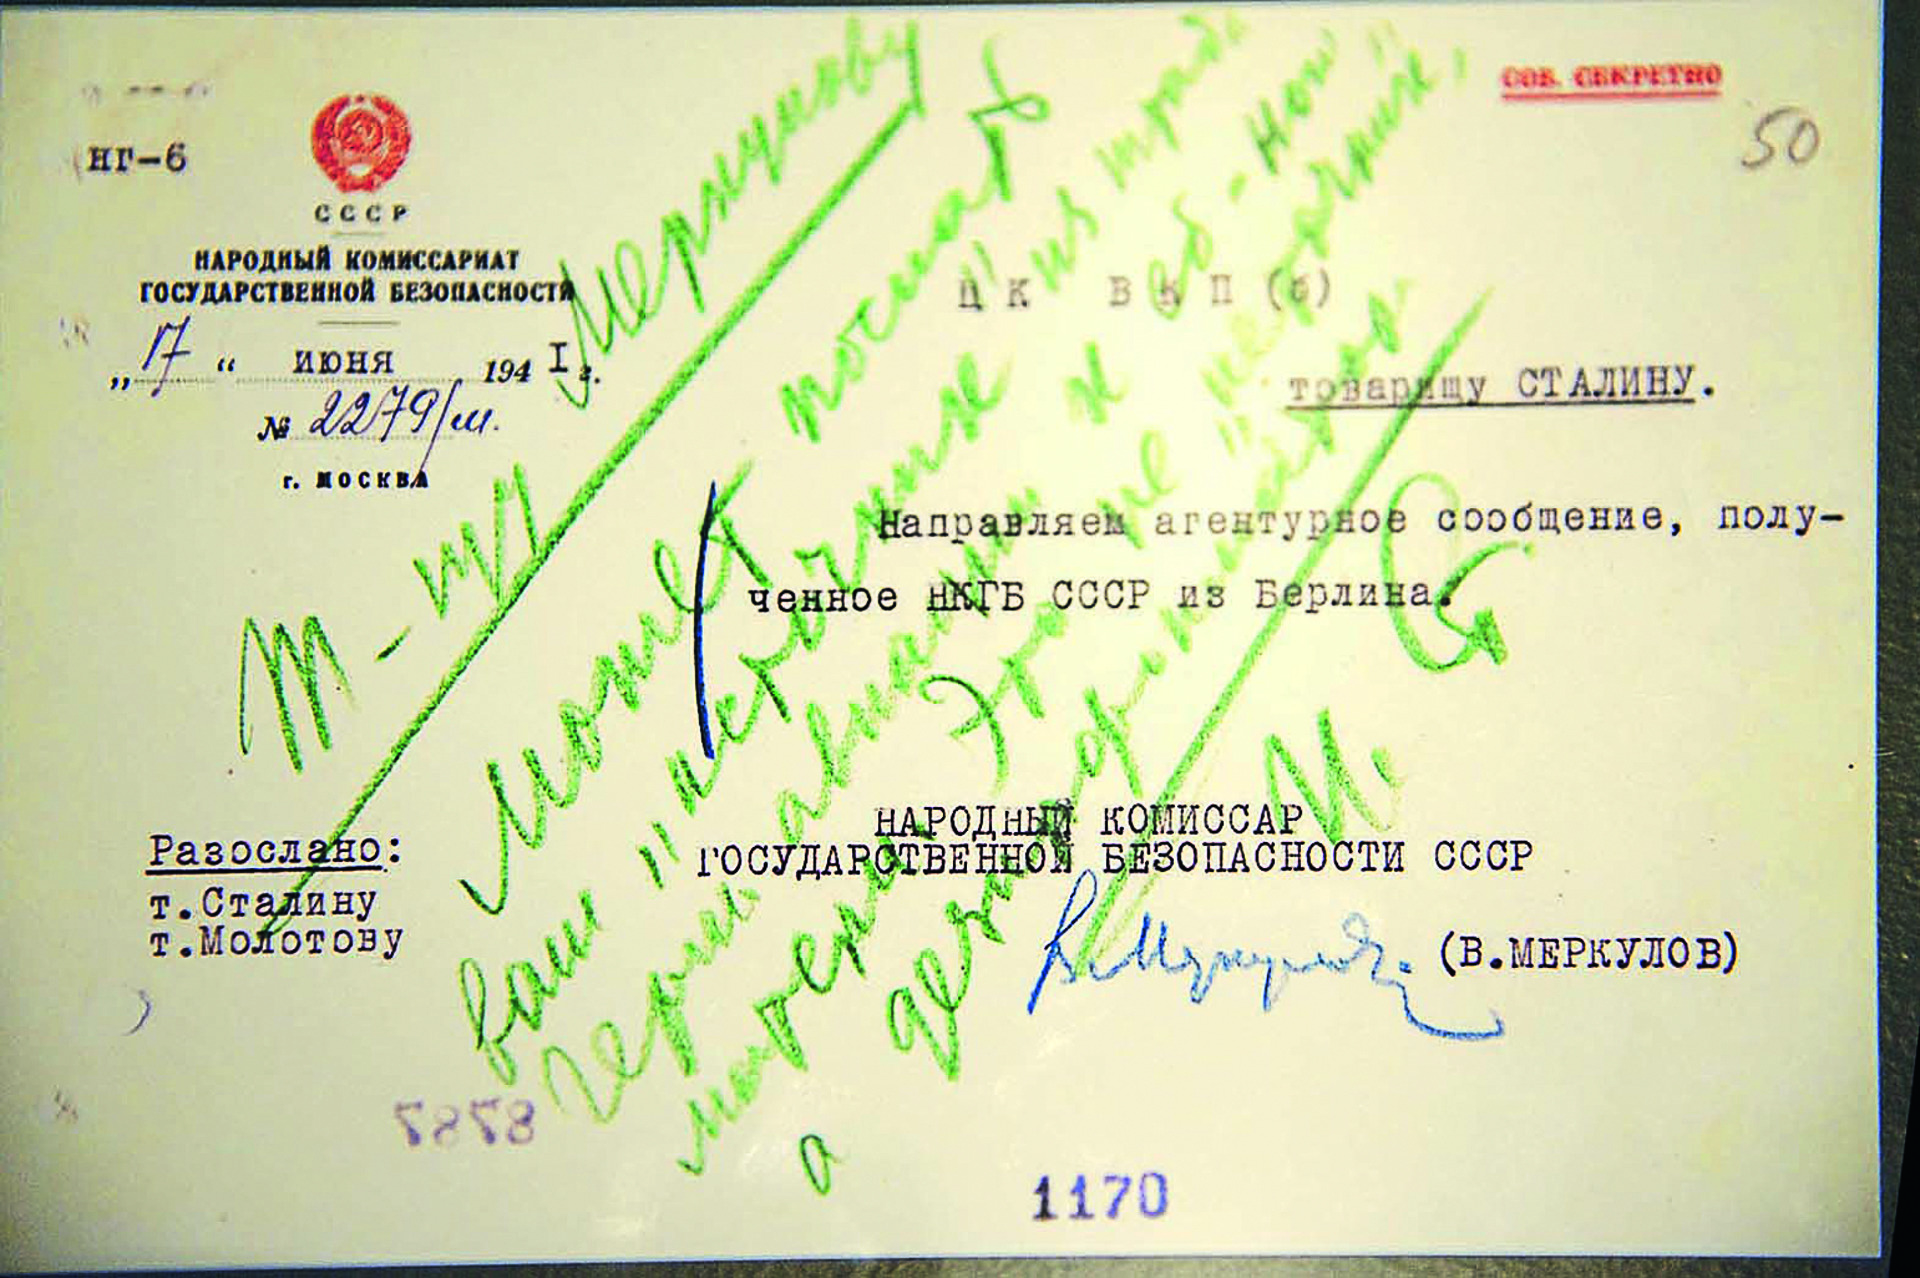 СОВ. СЕКРЕТНО
50
НГ-6
СССР
НАРОДНЫЙ КОМИССАРИАТ
ГОСУДАРСТВЕННОЙ БЕЗОПАСНОСТИ
„17“ ИЮНЯ 194I г.
№ 2279/м.
г. МОСКВА
ЦК ВКП(б)
товарищу СТАЛИНУ.
Направляем агентурное сообщение, полу-
ченное НКГБ СССР из Берлина.
НАРОДНЫЙ КОМИССАР
ГОСУДАРСТВЕННОЙ БЕЗОПАСНОСТИ СССР
(В.МЕРКУЛОВ)
Разослано:
т.Сталину
т.Молотову
Т-щу Меркулову
Может послать
ваш "источник" из штаба
герм. авиации к еб-ной
матери. Это не "источник",
а дезинформатор.
И. Ст
8787
1170